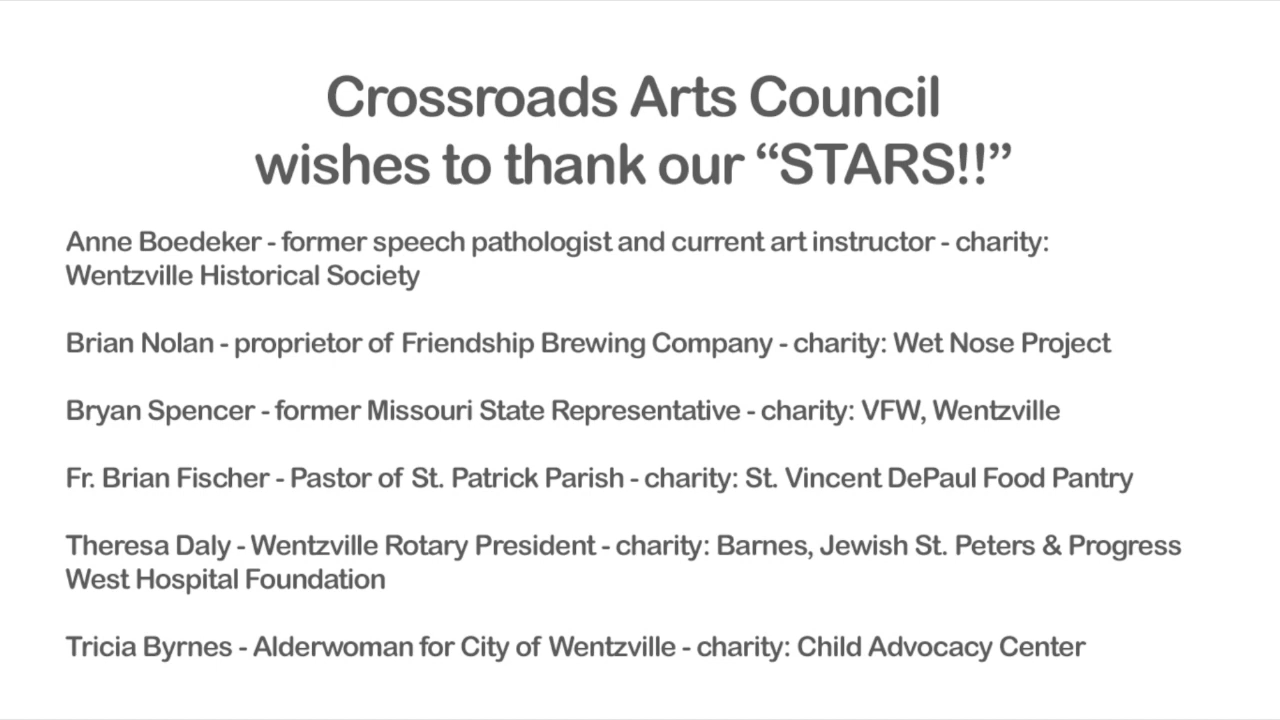 Crossroads Arts Council
wishes to thank our “STARS!!”
Anne Boedeker - former speech pathologist and current art instructor - charity:
Wentzville Historical Society
Brian Nolan - proprietor of Friendship Brewing Company - charity: Wet Nose Project
Bryan Spencer - former Missouri State Representative - charity: VFW, Wentzville
Fr. Brian Fischer - Pastor of St. Patrick Parish - charity: St. Vincent DePaul Food Pantry
Theresa Daly - Wentzville Rotary President - charity: Barnes, Jewish St. Peters & Progress
West Hospital Foundation
Tricia Byrnes - Alderwoman for City of Wentzville - charity: Child Advocacy Center